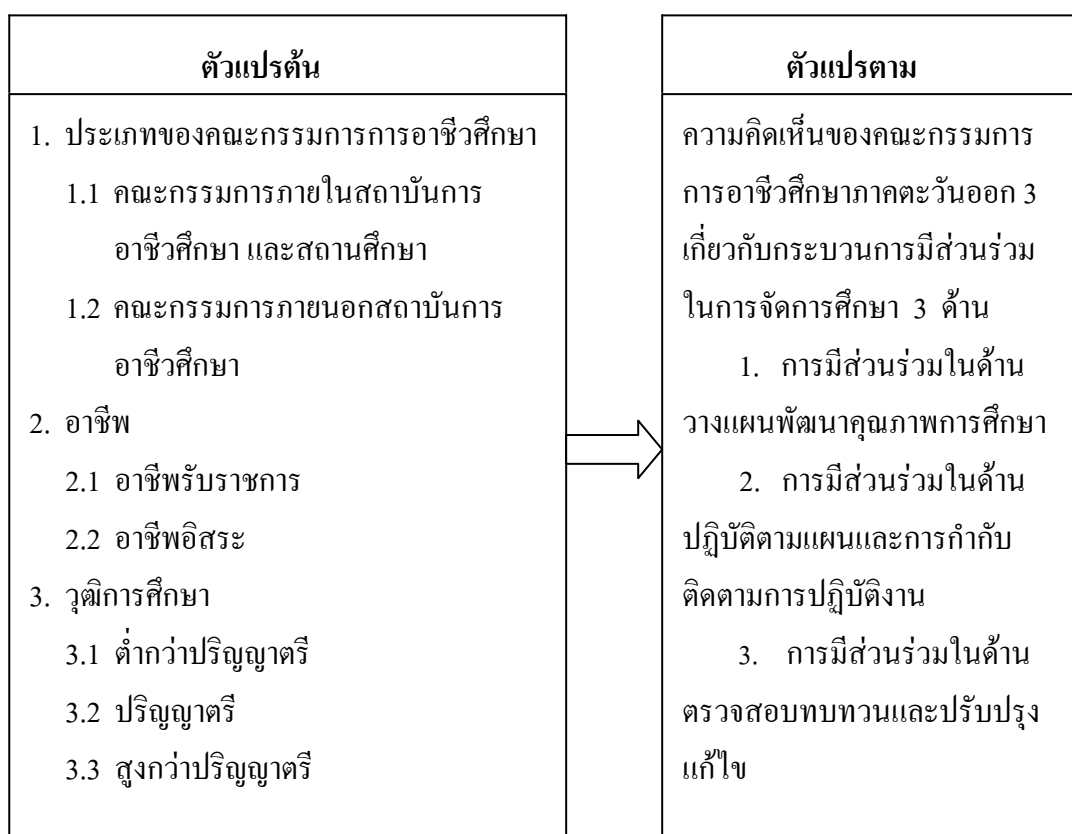 ตัวแปรต้น
1. ประเภทของคณะกรรมการการอาชีวศึกษา
1.1 คณะกรรมการภายในสถาบันการ
อาชีวศึกษา และสถานศึกษา
1.2 คณะกรรมการภายนอกสถาบันการ
อาชีวศึกษา
2. อาชีพ
2.1 อาชีพรับราชการ
2.2 อาชีพอิสระ
3. วุฒิการศึกษา
3.1 ต่ำกว่าปริญญาตรี
3.2 ปริญญาตรี
3.3 สูงกว่าปริญญาตรี
ตัวแปรตาม
ความคิดเห็นของคณะกรรมการ
การอาชีวศึกษาภาคตะวันออก 3
เกี่ยวกับกระบวนการมีส่วนร่วม
ในการจัดการศึกษา 3 ด้าน
1. การมีส่วนร่วมในด้าน
วางแผนพัฒนาคุณภาพการศึกษา
2. การมีส่วนร่วมในด้าน
ปฏิบัติตามแผนและการกำกับ
ติดตามการปฏิบัติงาน
3. การมีส่วนร่วมในด้าน
ตรวจสอบทบทวนและปรับปรุง
แก้ไข